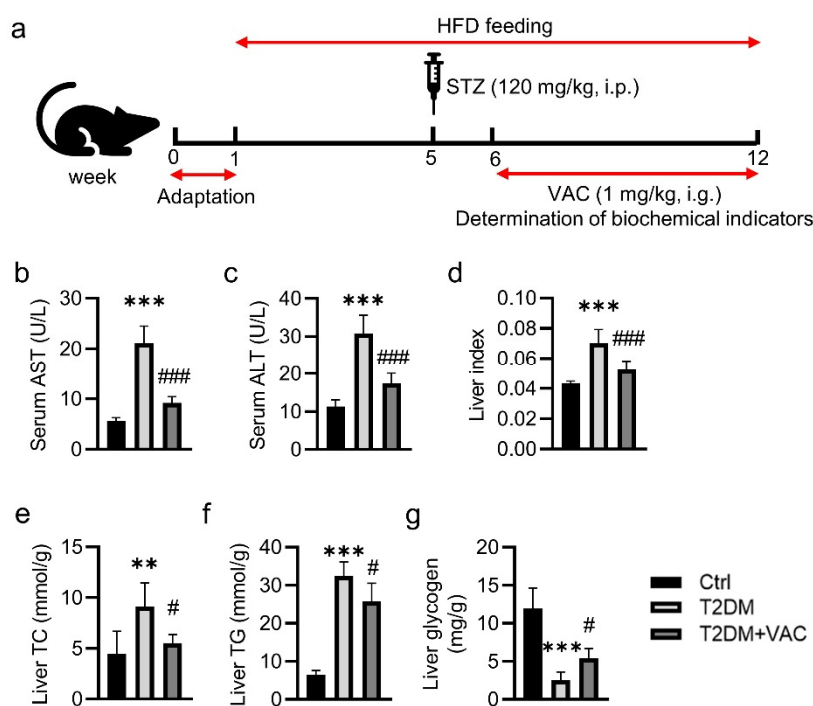 a
HFD feeding
STZ (120 mg/kg, i.p.)
0 1 5 6 12
week
Adaptation
VAC (1 mg/kg, i.g.)
Determination of biochemical indicators
b
Serum AST (U/L)
30
20
10
0
***
###
c
Serum ALT (U/L)
40
30
20
10
0
***
###
d
Liver index
0.10
0.08
0.06
0.04
0.02
0.00
***
###
e
Liver TC (mmol/g)
15
10
5
0
**
#
f
Liver TG (mmol/g)
40
30
20
10
0
***
#
g
Liver glycogen
(mg/g)
20
15
10
5
0
***
#
Ctrl
T2DM
T2DM+VAC